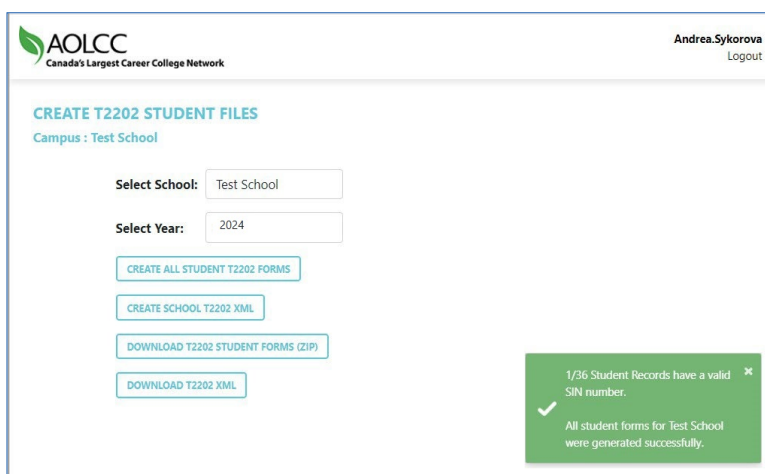 AOLCC
Canada's Largest Career College Network
Andrea.Sykorova
Logout
CREATE T2202 STUDENT FILES
Campus : Test School
Select School: Test School
Select Year: 2024
CREATE ALL STUDENT T2202 FORMS
CREATE SCHOOL T2202 XML
DOWNLOAD T2202 STUDENT FORMS (ZIP)
DOWNLOAD T2202 XML
1/36 Student Records have a valid
SIN number.
All student forms for Test School
were generated successfully.